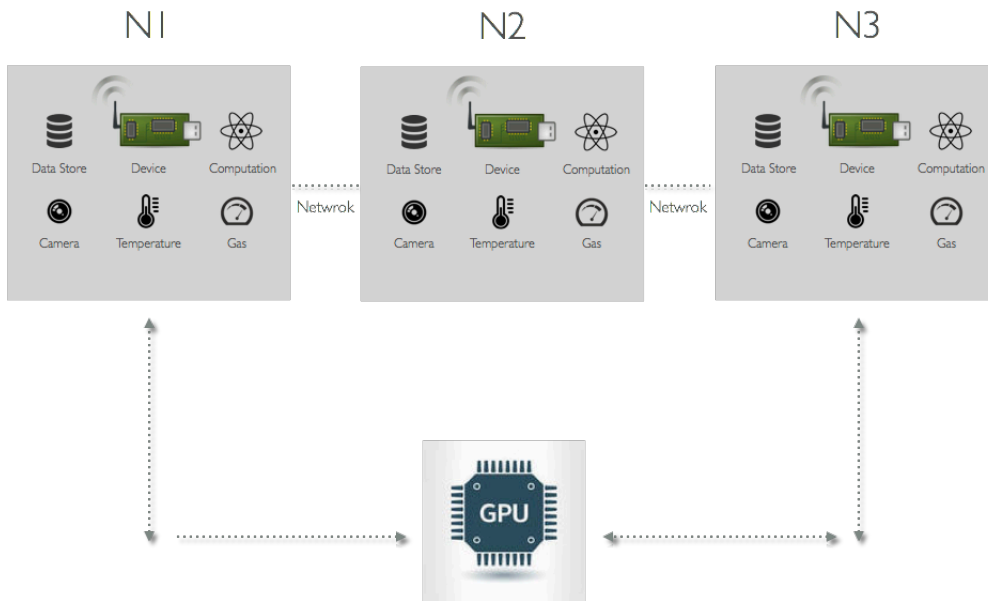 N1 N2 N3
Data Store Device Computation Data Store Device Computation Data Store Device Computation
Netwrok Netwrok
Camera Temperature Gas Camera Temperature Gas Camera Temperature Gas
GPU